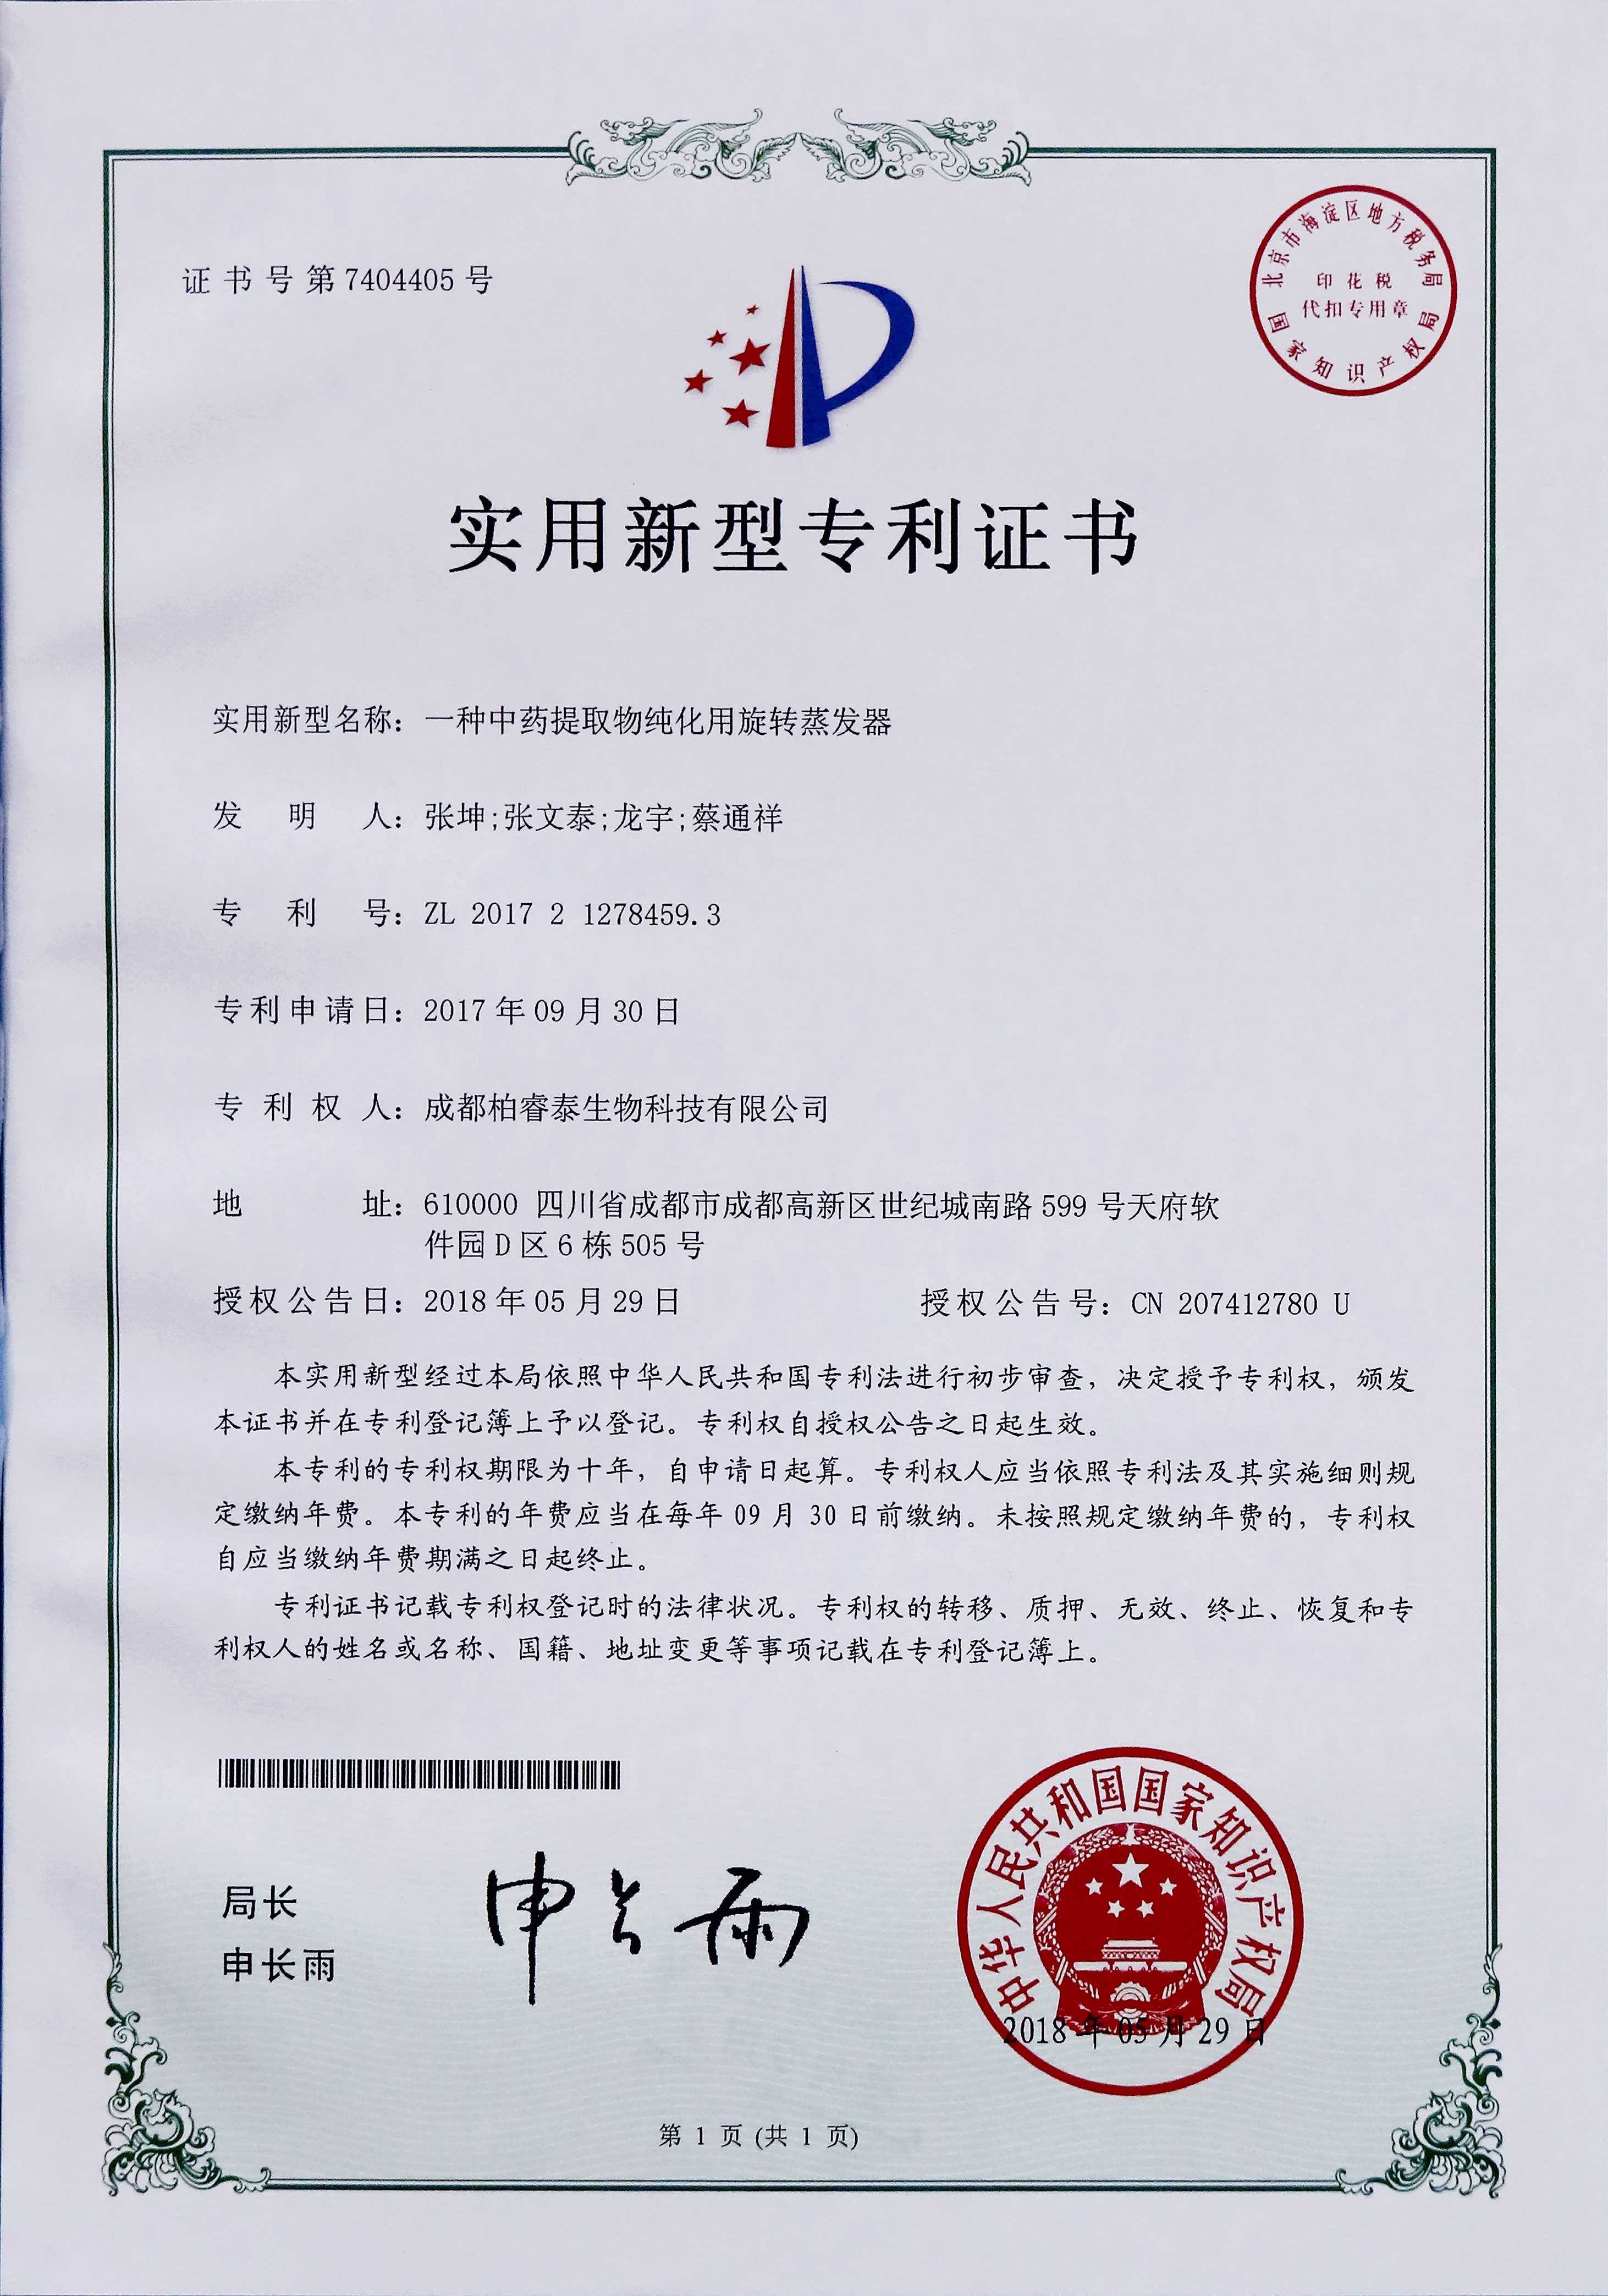 证书号第7404405号
北京市海淀区地方税务局
印花税
代扣专用章
国家知识产权局
实用新型专利证书
实用新型名称：一种中药提取物纯化用旋转蒸发器
发明人：张坤;张文泰;龙宇;蔡通祥
专利号：ZL 2017 2 1278459.3
专利申请日：2017年09月30日
专利权人：成都柏睿泰生物科技有限公司
地址：610000 四川省成都市成都高新区世纪城南路599号天府软
件园D区6栋505号
授权公告日：2018年05月29日 授权公告号：CN 207412780 U
本实用新型经过本局依照中华人民共和国专利法进行初步审查，决定授予专利权，颁发
本证书并在专利登记簿上予以登记。专利权自授权公告之日起生效。
本专利的专利权期限为十年，自申请日起算。专利权人应当依照专利法及其实施细则规
定缴纳年费。本专利的年费应当在每年09月30日前缴纳。未按照规定缴纳年费的，专利权
自应当缴纳年费期满之日起终止。
专利证书记载专利权登记时的法律状况。专利权的转移、质押、无效、终止、恢复和专
利权人的姓名或名称、国籍、地址变更等事项记载在专利登记簿上。
局长
申长雨
申长雨
中华人民共和国国家知识产权局
2018年05月29日
第 1 页 (共 1 页)